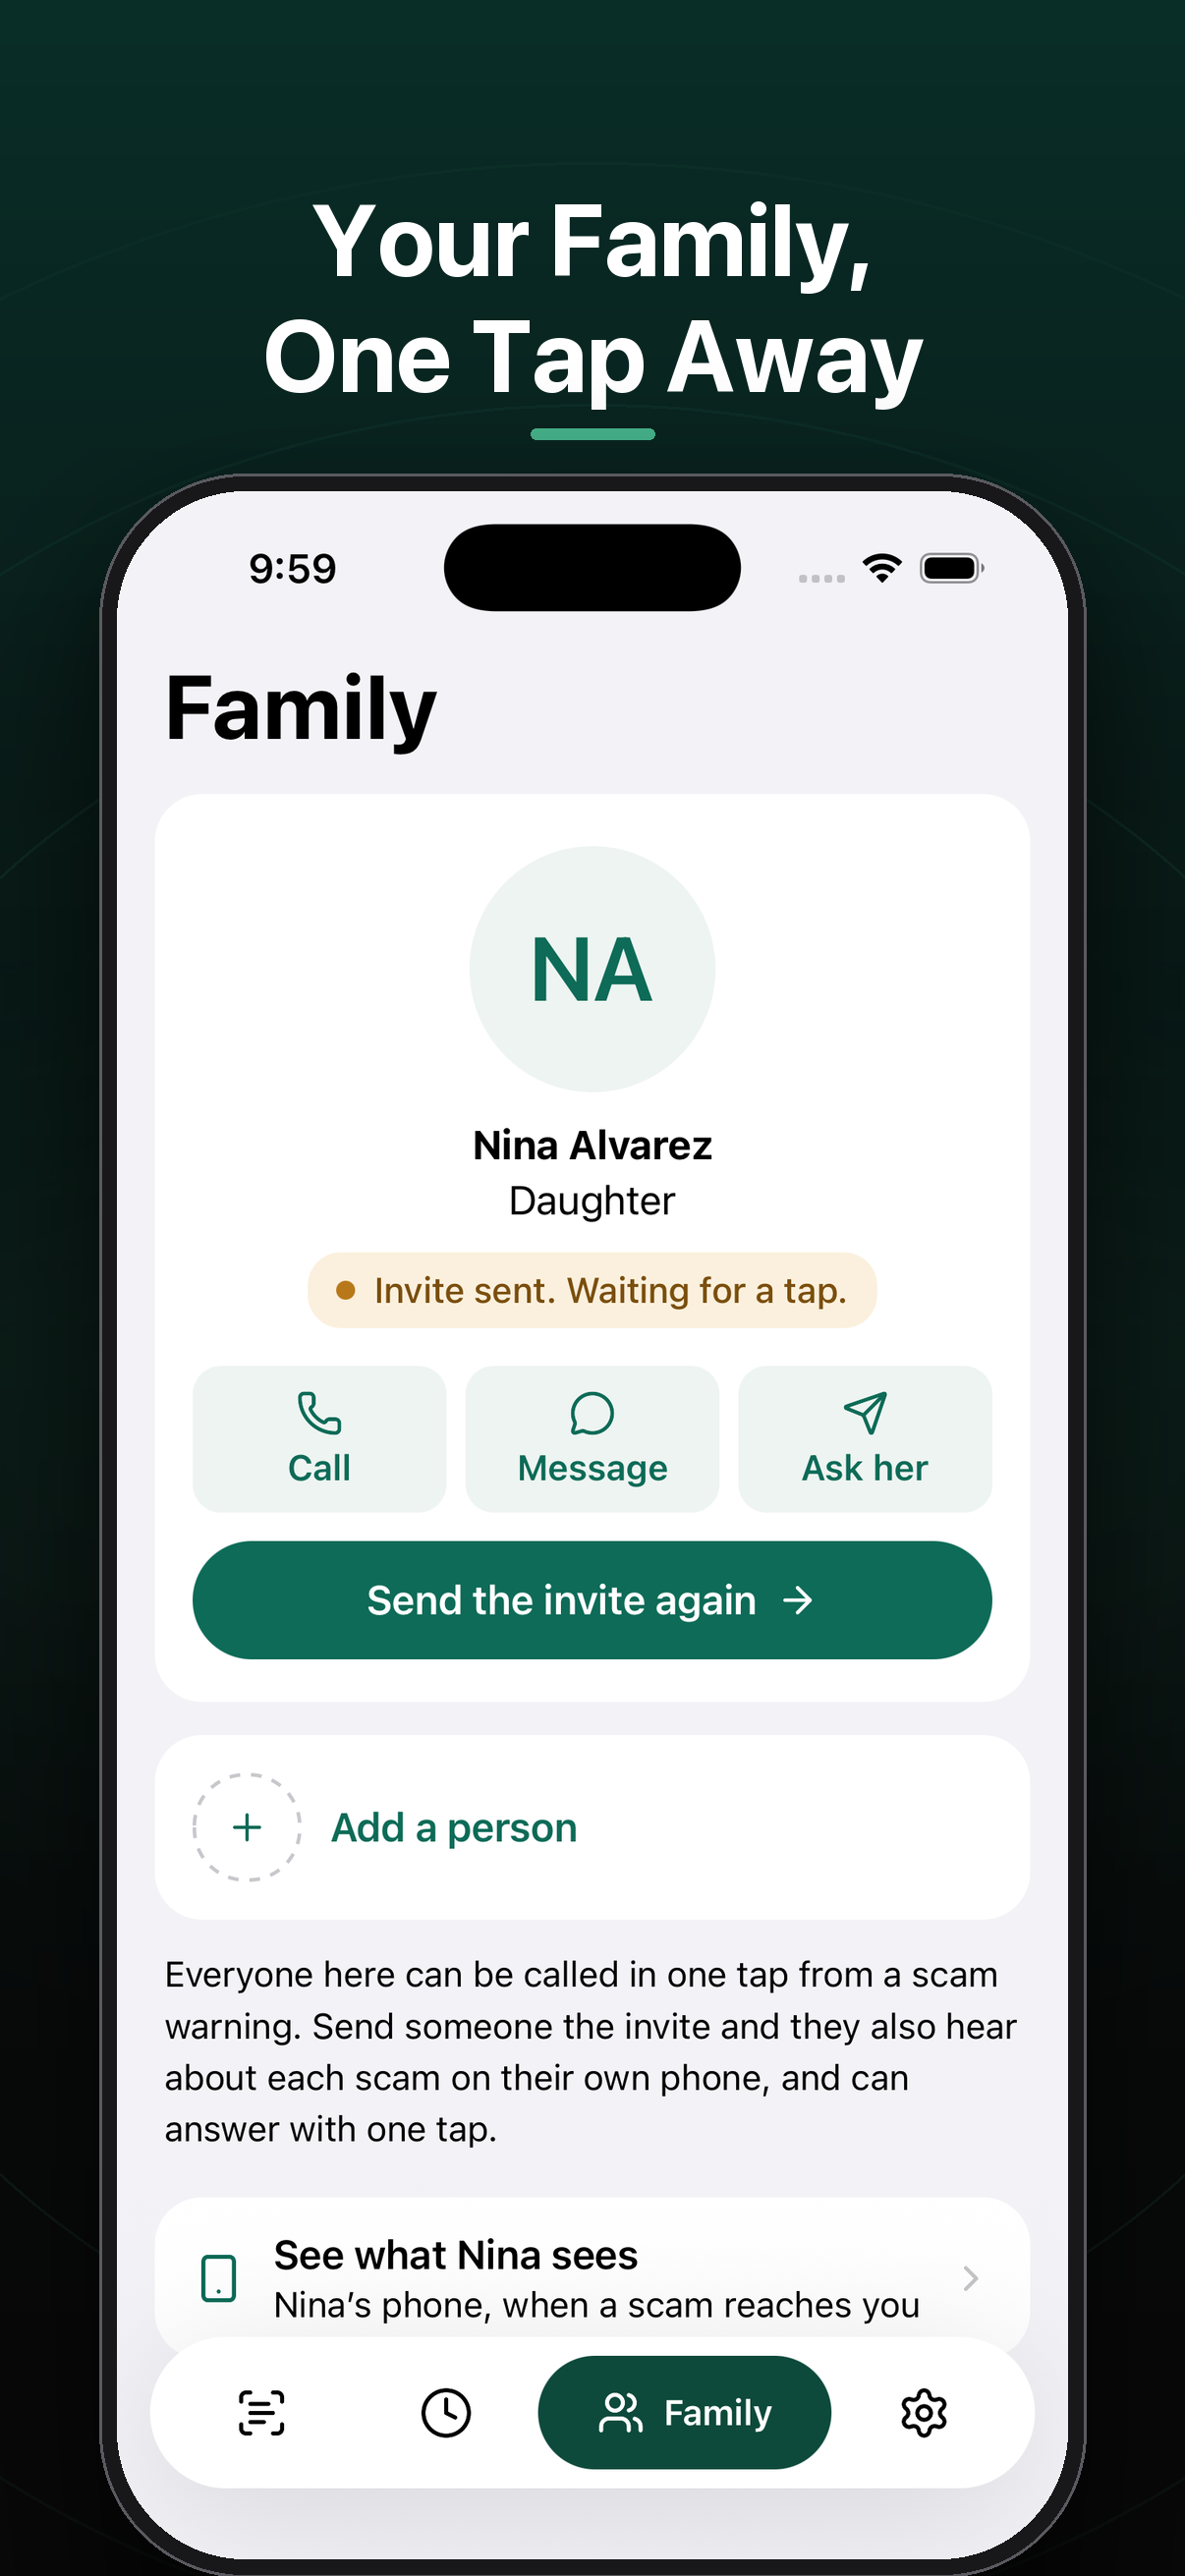 Your Family,
One Tap Away
9:59
Family
NA
Nina Alvarez
Daughter
Invite sent. Waiting for a tap.
Call
Message
Ask her
Send the invite again
Add a person
Everyone here can be called in one tap from a scam
warning. Send someone the invite and they also hear
about each scam on their own phone, and can
answer with one tap.
See what Nina sees
Nina’s phone, when a scam reaches you
Family